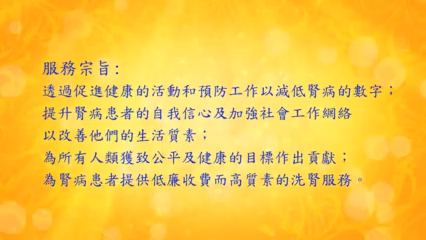 服務宗旨:
透過促進健康的活動和預防工作以減低腎病的數字；
提升腎病患者的自我信心及加強社會工作網絡
以改善他們的生活質素；
為所有人類獲致公平及健康的目標作出貢獻；
為腎病患者提供低廉收費而高質素的洗腎服務。